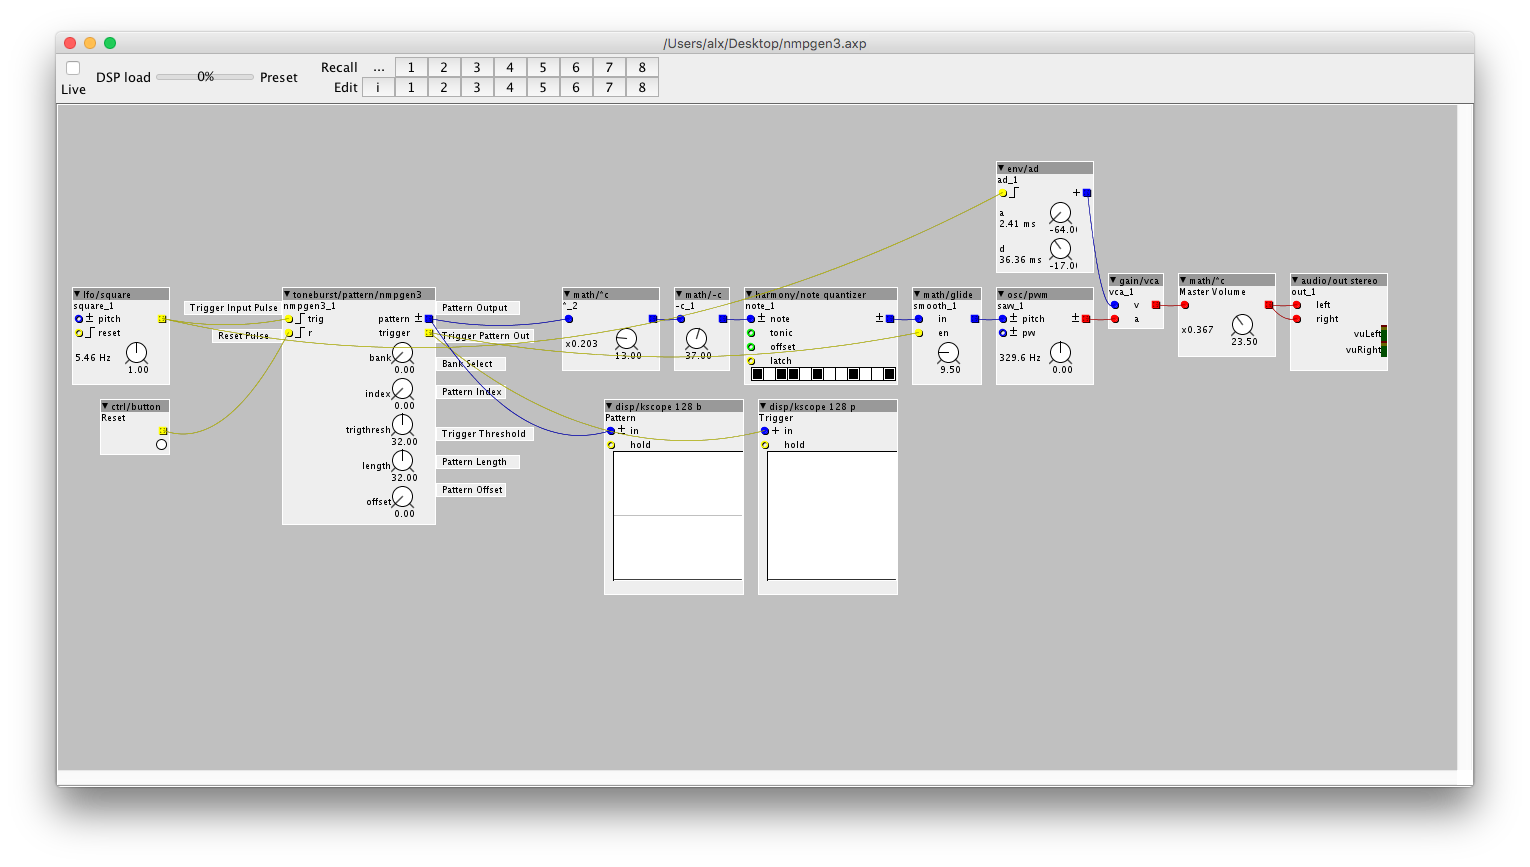 /Users/alx/Desktop/nmpgen3.axp
Live
DSP load
0%
Preset
Recall ... 1 2 3 4 5 6 7 8
Edit i 1 2 3 4 5 6 7 8
env/ad
ad_1
+
a
2.41 ms
-64.0
d
36.36 ms
-17.0
lfo/square
square_1
± pitch
reset
5.46 Hz
1.00
Trigger Input Pulse
Reset Pulse
ctrl/button
Reset
toneburst/pattern/nmpgen3
nmpgen3_1
trig pattern ±
r trigger
bank
0.00
index
0.00
trigthresh
32.00
length
32.00
offset
0.00
Pattern Output
Trigger Pattern Out
Bank Select
Pattern Index
Trigger Threshold
Pattern Length
Pattern Offset
math/^c
^_2
x0.203
13.00
math/-c
-c_1
37.00
harmony/note quantizer
note_1
± note ±
tonic
offset
latch
math/glide
smooth_1
in
en
9.50
osc/pwm
saw_1
± pitch ±
± pw
329.6 Hz
0.00
gain/vca
vca_1
v
a
math/^c
Master Volume
x0.367
23.50
audio/out stereo
out_1
left
right
vuLeft
vuRight
disp/kscope 128 b
Pattern
± in
hold
disp/kscope 128 p
Trigger
+ in
hold